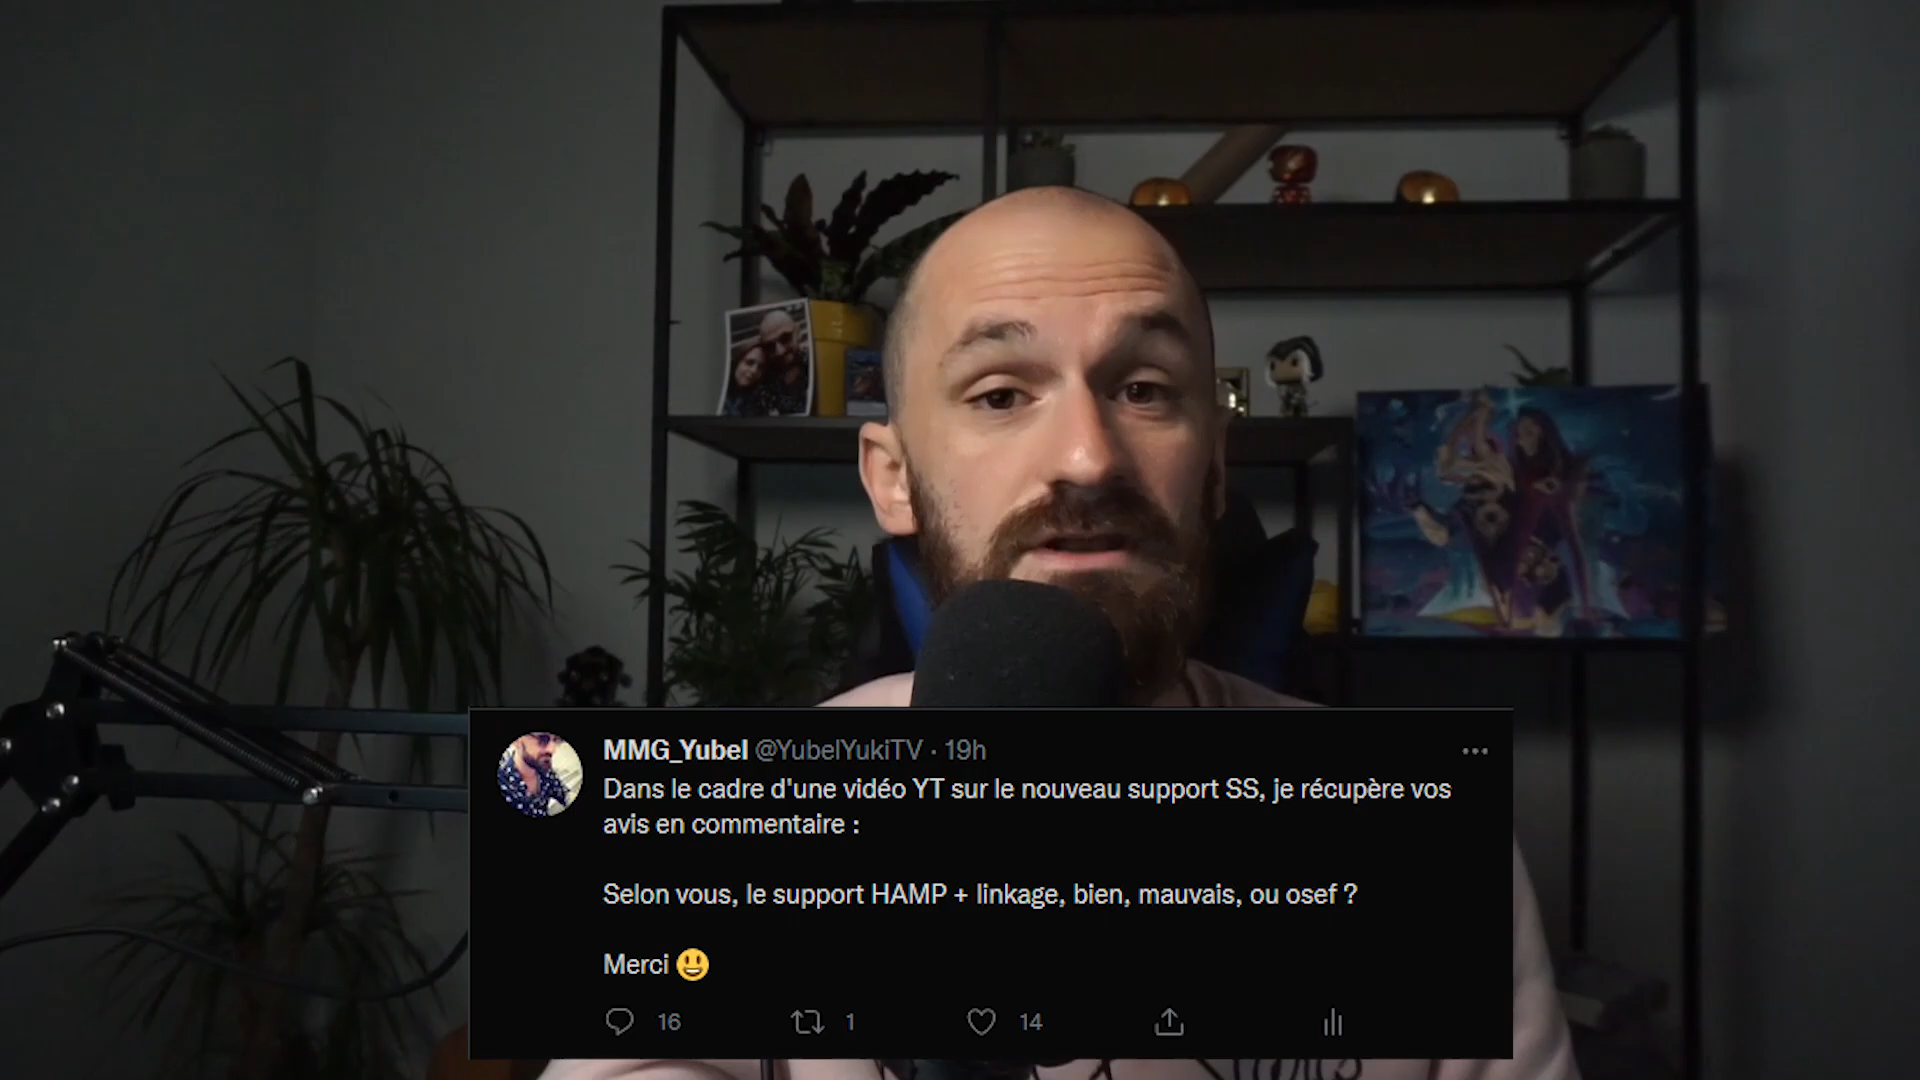 MMG_Yubel @YubelYukiTV · 19h
Dans le cadre d'une vidéo YT sur le nouveau support SS, je récupère vos
avis en commentaire :
Selon vous, le support HAMP + linkage, bien, mauvais, ou osef ?
Merci 😃
16 1 14